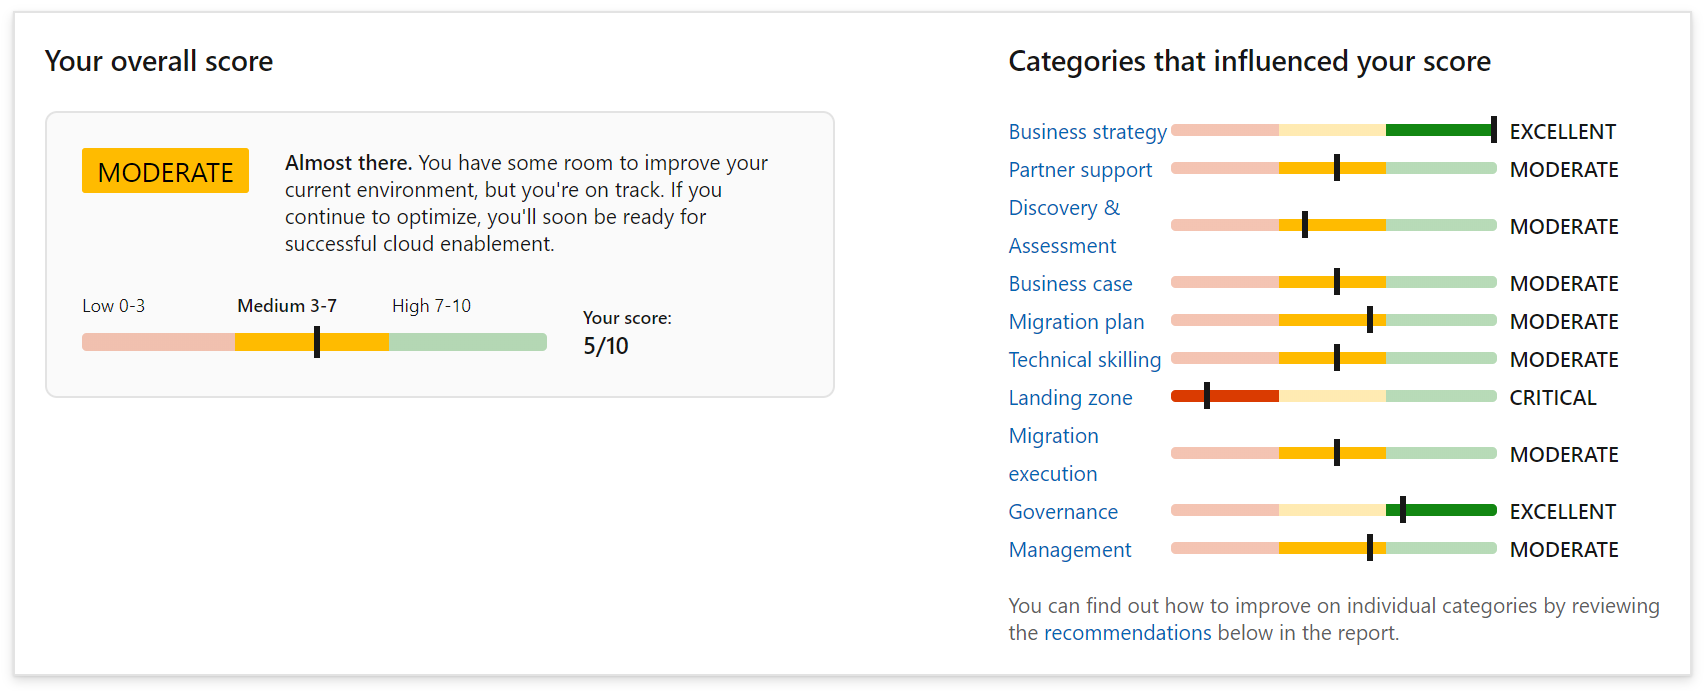 Your overall score
MODERATE
Almost there. You have some room to improve your
current environment, but you're on track. If you
continue to optimize, you'll soon be ready for
successful cloud enablement.
Low 0-3
Medium 3-7
High 7-10
Your score:
5/10
Categories that influenced your score
Business strategy
EXCELLENT
Partner support
MODERATE
Discovery &
Assessment
MODERATE
Business case
MODERATE
Migration plan
MODERATE
Technical skilling
MODERATE
Landing zone
CRITICAL
Migration
execution
MODERATE
Governance
EXCELLENT
Management
MODERATE
You can find out how to improve on individual categories by reviewing
the recommendations below in the report.